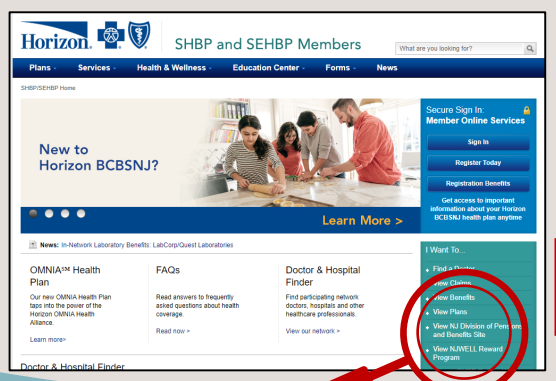 Horizon
SHBP and SEHBP Members
What are you looking for?
Plans
Services
Health & Wellness
Education Center
Forms
News
SHBP/SEHBP Home
New to
Horizon BCBSNJ?
Learn More >
Secure Sign In:
Member Online Services
Sign In
Register Today
Registration Benefits
Get access to important
information about your Horizon
BCBSNJ health plan anytime
News: In-Network Laboratory Benefits: LabCorp/Quest Laboratories
OMNIA℠ Health
Plan
Our new OMNIA Health Plan
taps into the power of the
Horizon OMNIA Health
Alliance.
Learn more>
FAQs
Read answers to frequently
asked questions about health
coverage.
Read now >
Doctor & Hospital
Finder
Find participating network
doctors, hospitals and other
healthcare professionals.
View our network >
I Want To...
Find a Doctor
View Claims
View Benefits
View Plans
View NJ Division of Pensions
and Benefits Site
View NJWELL Reward
Program
Doctor & Hospital Finder